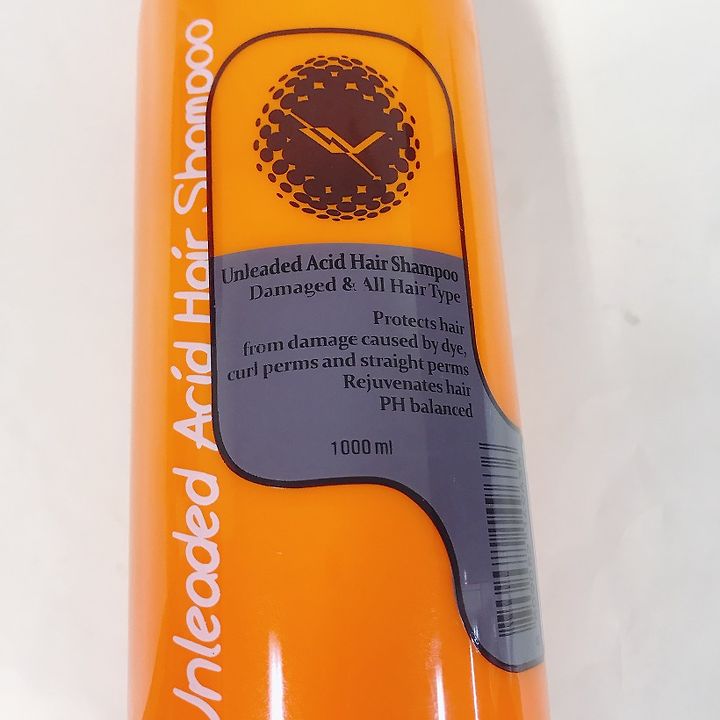 Unleaded Acid Hair Shampoo
Unleaded Acid Hair Shampoo
Damaged & All Hair Type
Protects hair
from damage caused by dye,
curl perms and straight perms
Rejuvenates hair
PH balanced
1000 ml